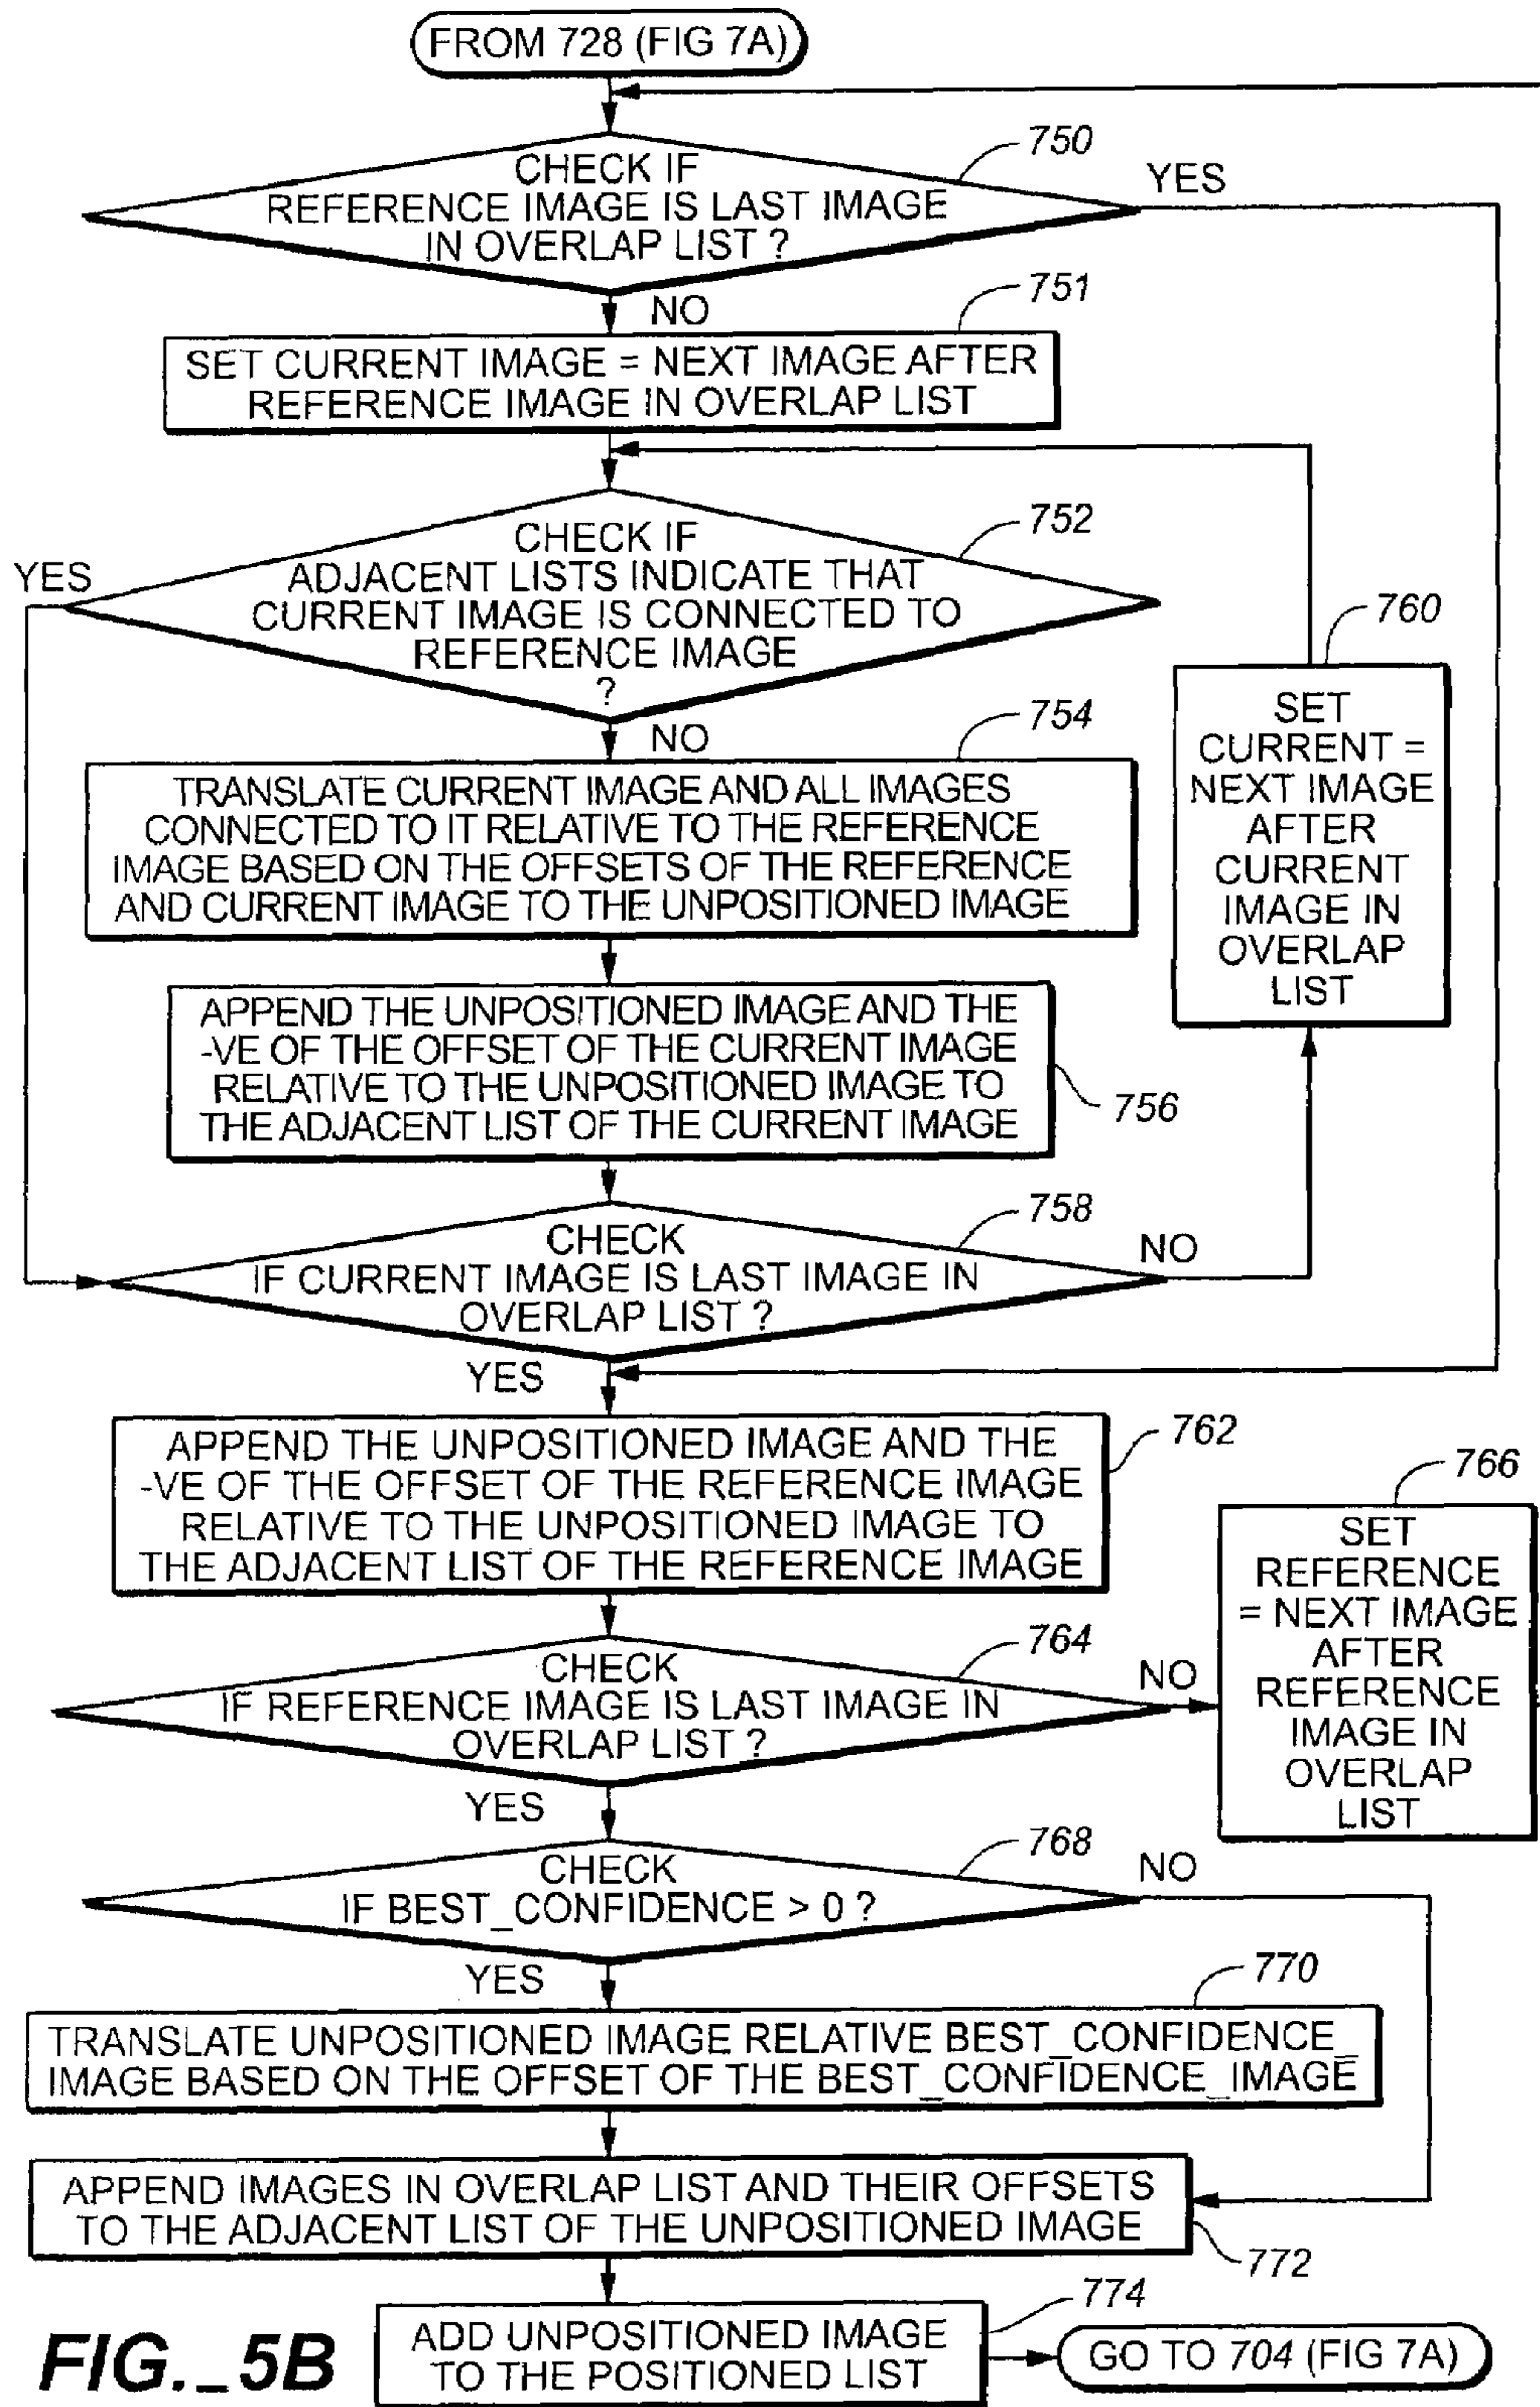 FROM 728 (FIG 7A)
750
CHECK IF
REFERENCE IMAGE IS LAST IMAGE
IN OVERLAP LIST ?
YES
NO
751
SET CURRENT IMAGE = NEXT IMAGE AFTER
REFERENCE IMAGE IN OVERLAP LIST
752
CHECK IF
ADJACENT LISTS INDICATE THAT
CURRENT IMAGE IS CONNECTED TO
REFERENCE IMAGE
?
YES
NO
760
SET
CURRENT =
NEXT IMAGE
AFTER
CURRENT
IMAGE IN
OVERLAP
LIST
754
TRANSLATE CURRENT IMAGE AND ALL IMAGES
CONNECTED TO IT RELATIVE TO THE REFERENCE
IMAGE BASED ON THE OFFSETS OF THE REFERENCE
AND CURRENT IMAGE TO THE UNPOSITIONED IMAGE
APPEND THE UNPOSITIONED IMAGE AND THE
-VE OF THE OFFSET OF THE CURRENT IMAGE
RELATIVE TO THE UNPOSITIONED IMAGE TO
THE ADJACENT LIST OF THE CURRENT IMAGE
756
758
CHECK
IF CURRENT IMAGE IS LAST IMAGE IN
OVERLAP LIST ?
NO
YES
APPEND THE UNPOSITIONED IMAGE AND THE
-VE OF THE OFFSET OF THE REFERENCE IMAGE
RELATIVE TO THE UNPOSITIONED IMAGE TO
THE ADJACENT LIST OF THE REFERENCE IMAGE
762
766
SET
REFERENCE
= NEXT IMAGE
AFTER
REFERENCE
IMAGE IN
OVERLAP
LIST
764
CHECK
IF REFERENCE IMAGE IS LAST IMAGE IN
OVERLAP LIST ?
NO
YES
768
CHECK
IF BEST_CONFIDENCE > 0 ?
NO
YES
770
TRANSLATE UNPOSITIONED IMAGE RELATIVE BEST_CONFIDENCE_
IMAGE BASED ON THE OFFSET OF THE BEST_CONFIDENCE_IMAGE
APPEND IMAGES IN OVERLAP LIST AND THEIR OFFSETS
TO THE ADJACENT LIST OF THE UNPOSITIONED IMAGE
772
774
ADD UNPOSITIONED IMAGE
TO THE POSITIONED LIST
GO TO 704 (FIG 7A)
FIG._5B